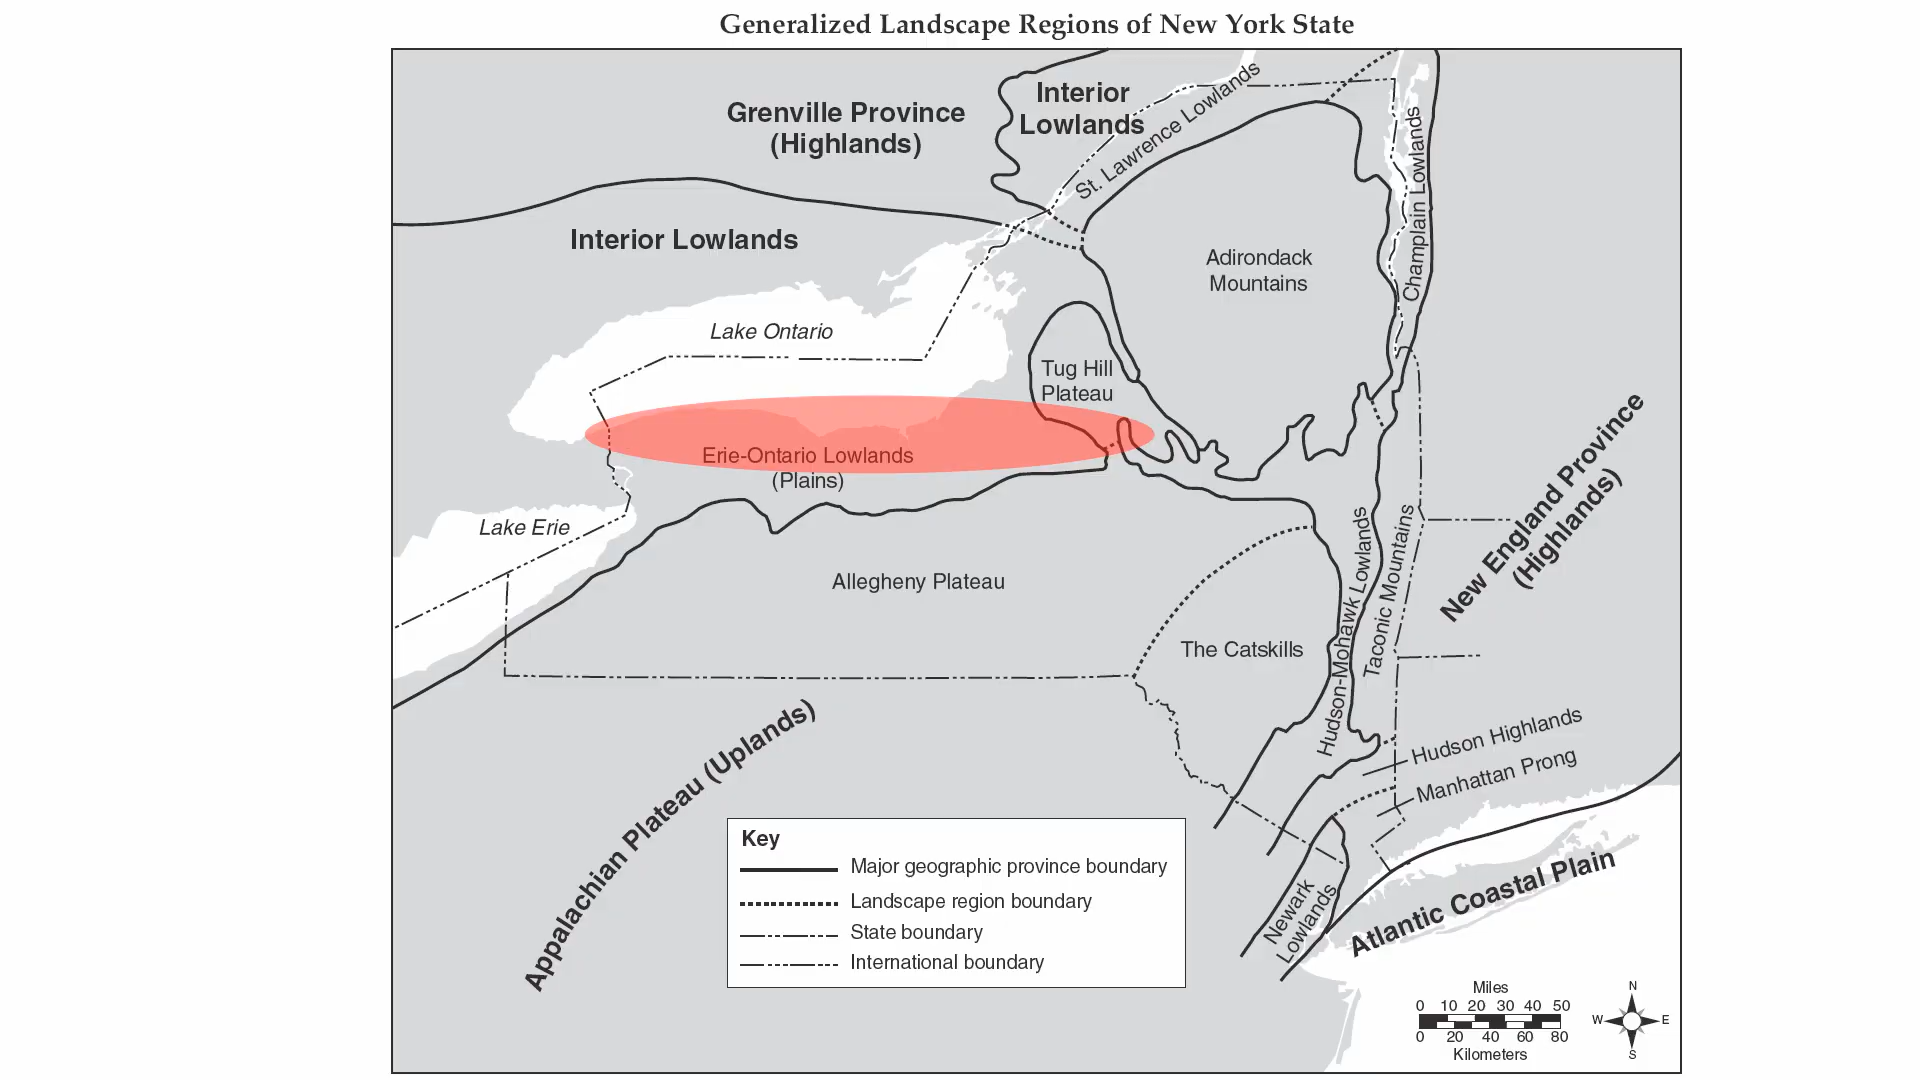 Generalized Landscape Regions of New York State
Grenville Province
(Highlands)
Interior
Lowlands
St. Lawrence Lowlands
Champlain Lowlands
Interior Lowlands
Adirondack
Mountains
Lake Ontario
Tug Hill
Plateau
Erie-Ontario Lowlands
(Plains)
Lake Erie
Allegheny Plateau
The Catskills
Hudson-Mohawk Lowlands
Taconic Mountains
New England Province
(Highlands)
Appalachian Plateau (Uplands)
Hudson Highlands
Manhattan Prong
Newark
Lowlands
Atlantic Coastal Plain
Key
Major geographic province boundary
Landscape region boundary
State boundary
International boundary
Miles
0 10 20 30 40 50
0 20 40 60 80
Kilometers
N
W E
S